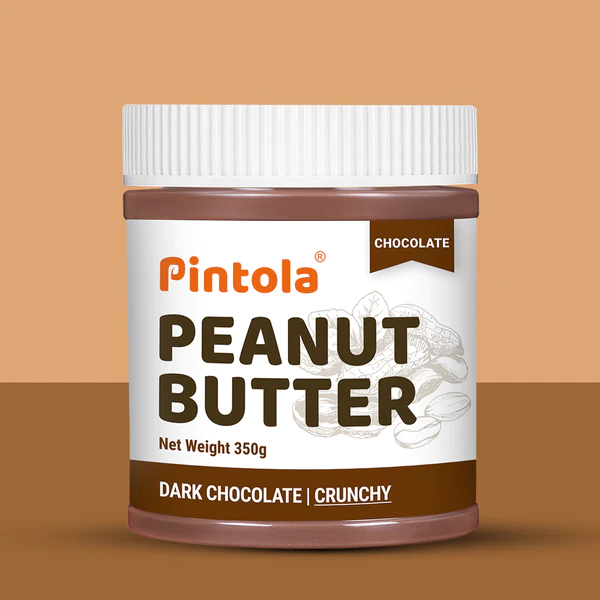 CHOCOLATE
Pintola®
PEANUT
BUTTER
Net Weight 350g
DARK CHOCOLATE | CRUNCHY